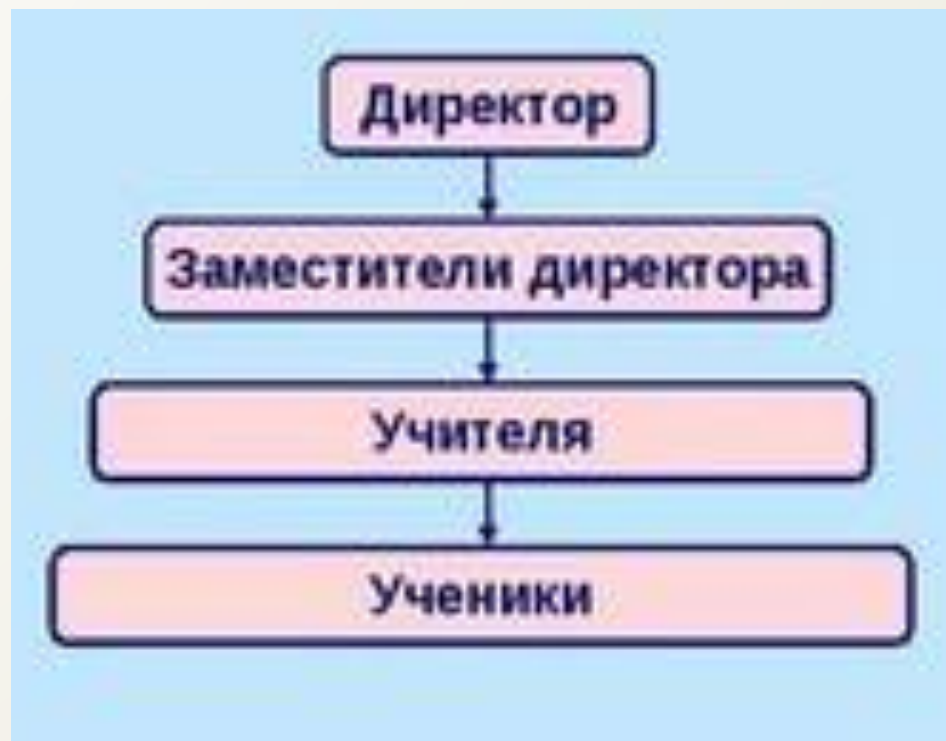 Директор
Заместители директора
Учителя
Ученики